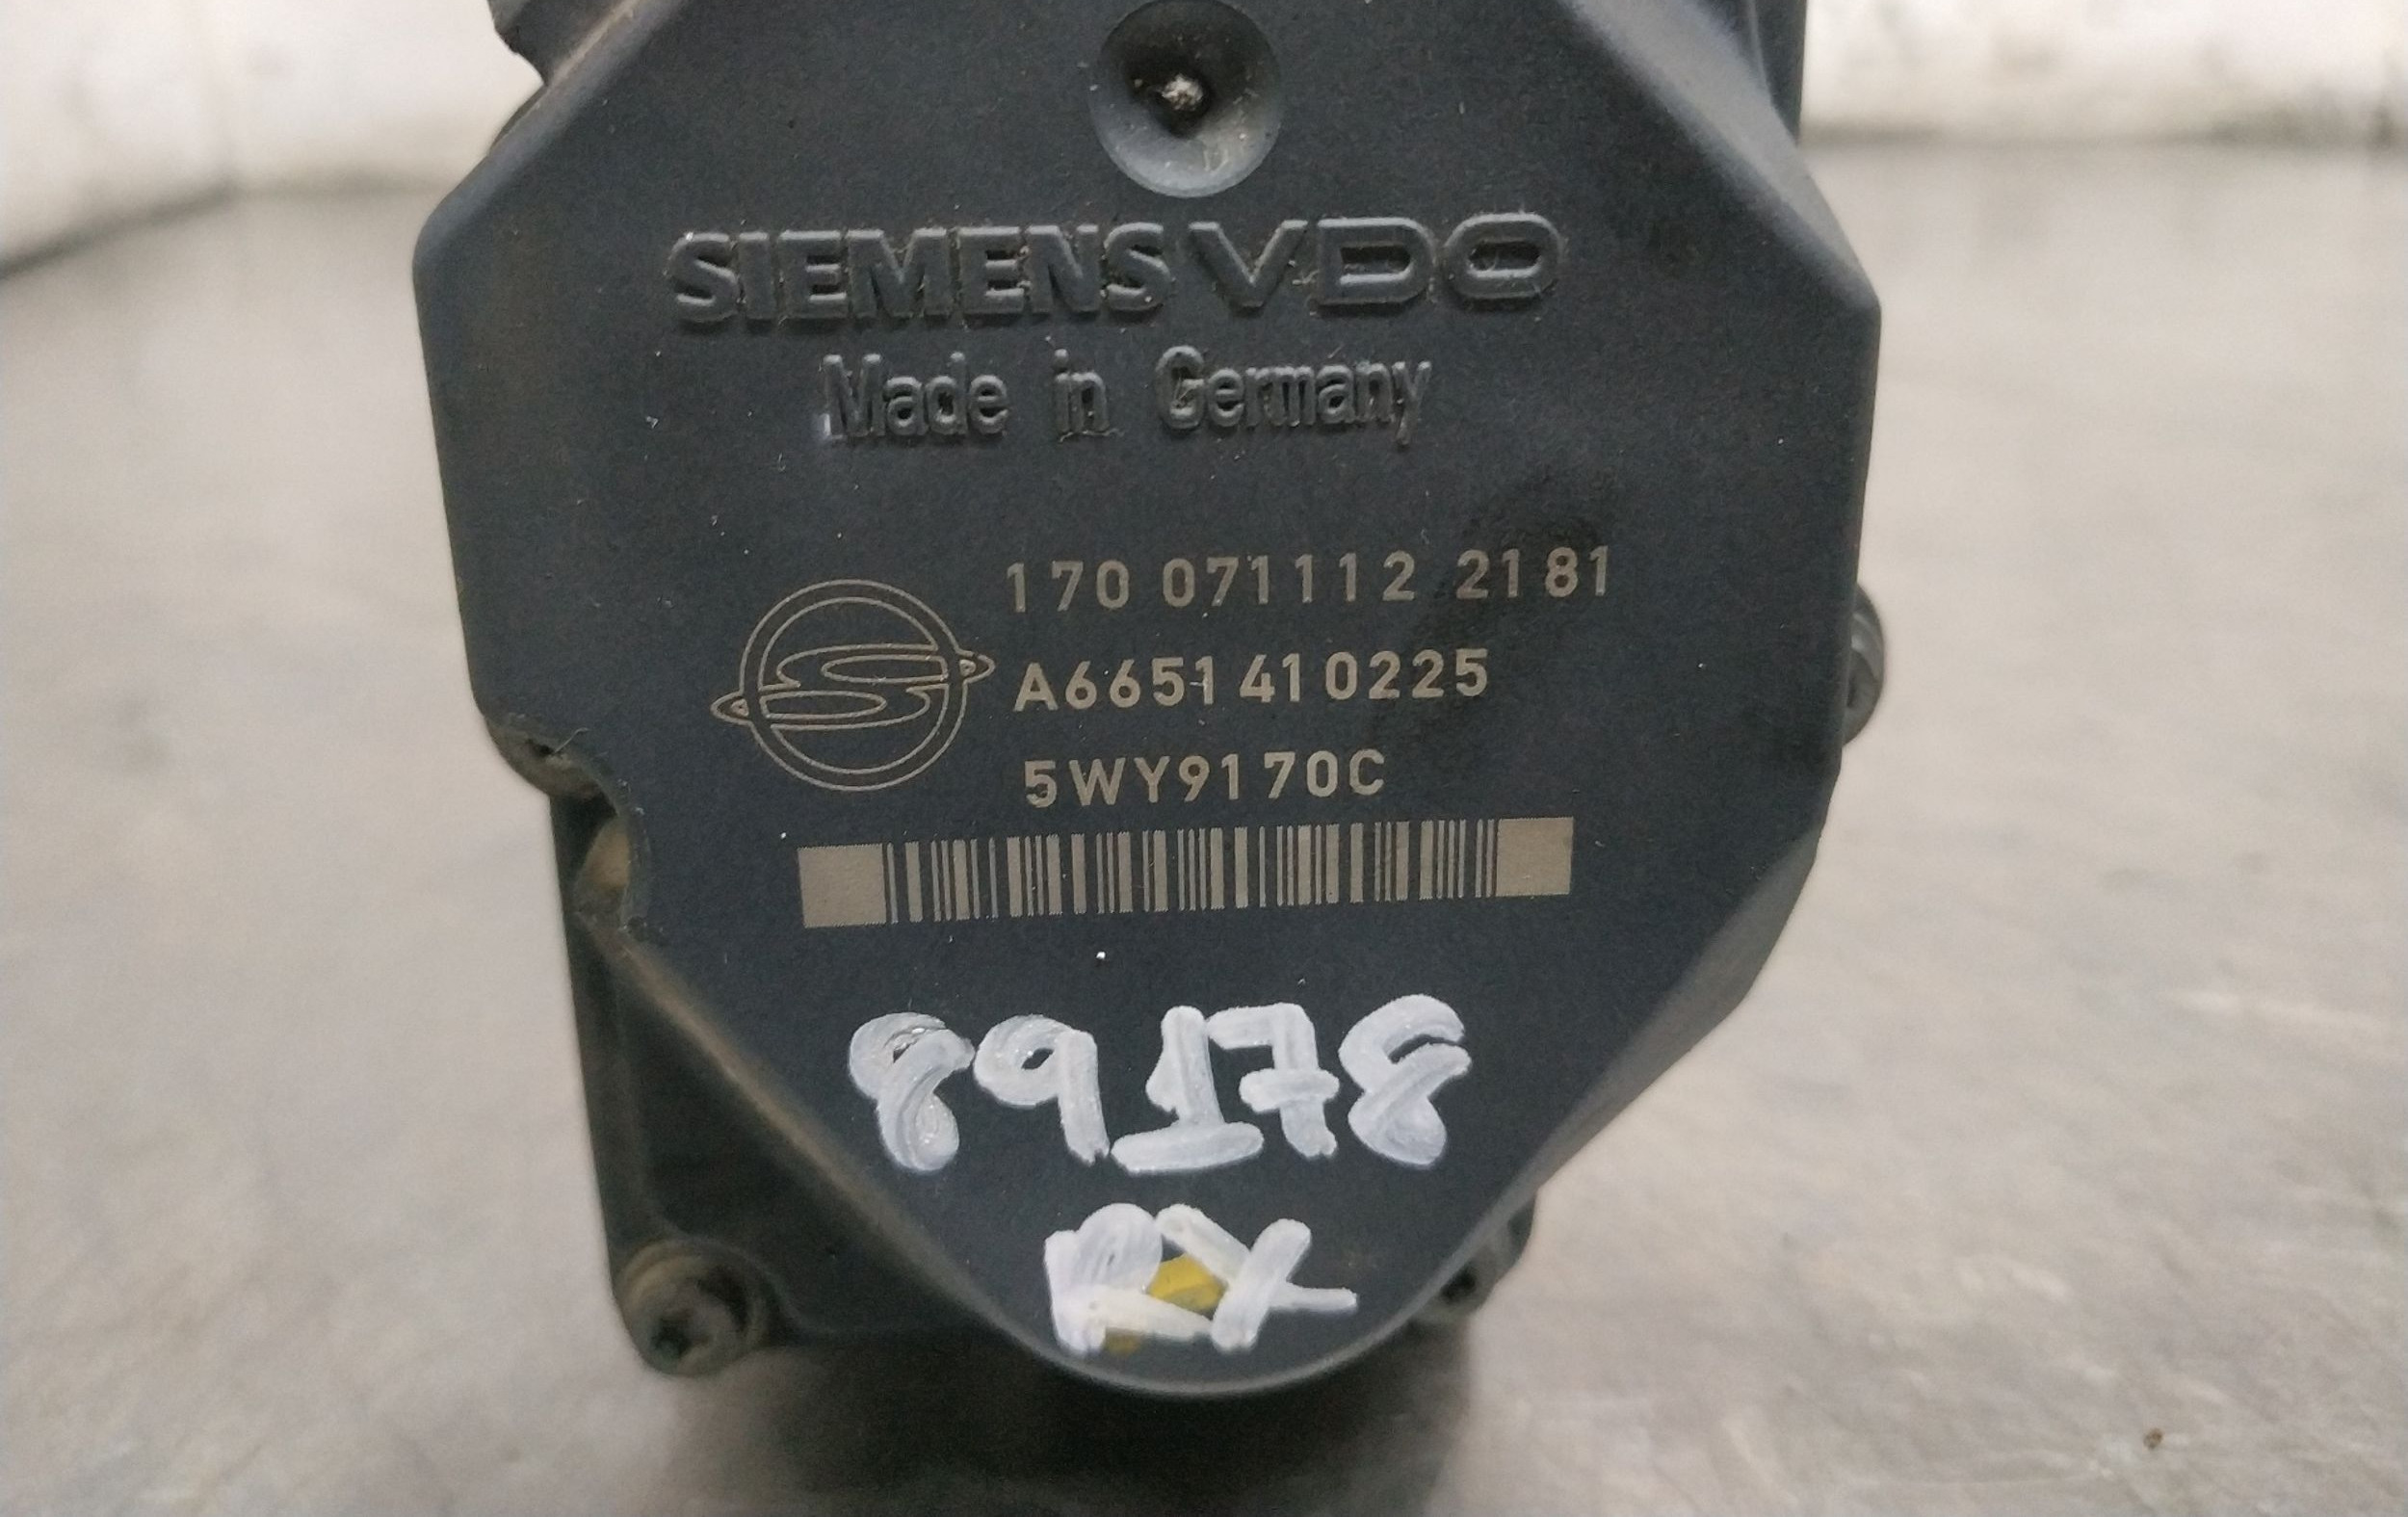 SIEMENS VDO
Made in Germany
170 071112 2181
A6651410225
5WY9170C
89178
RX